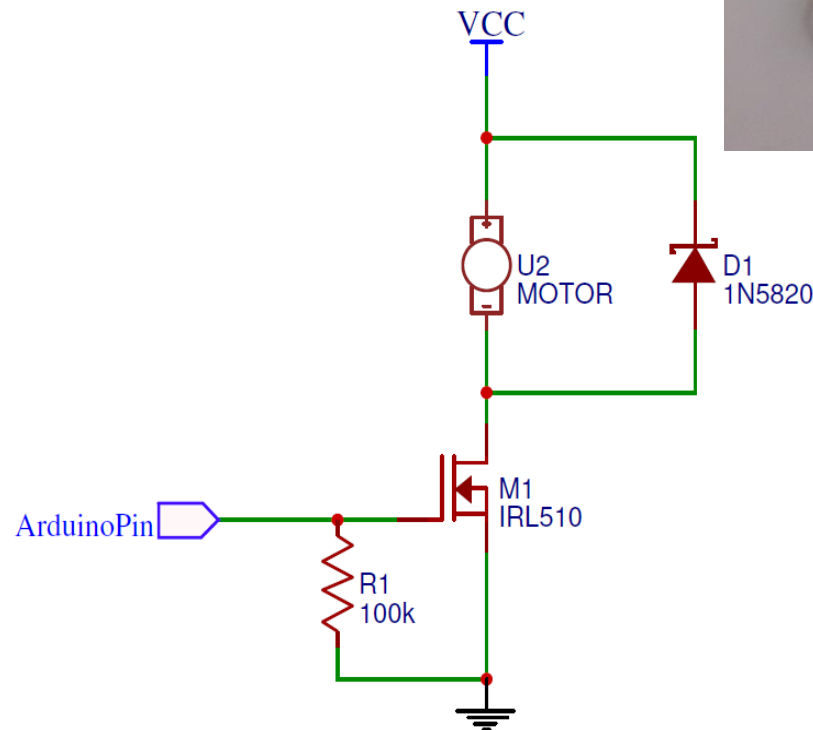 VCC
+
U2
MOTOR
-
D1
1N5820
M1
IRL510
ArduinoPin
R1
100k